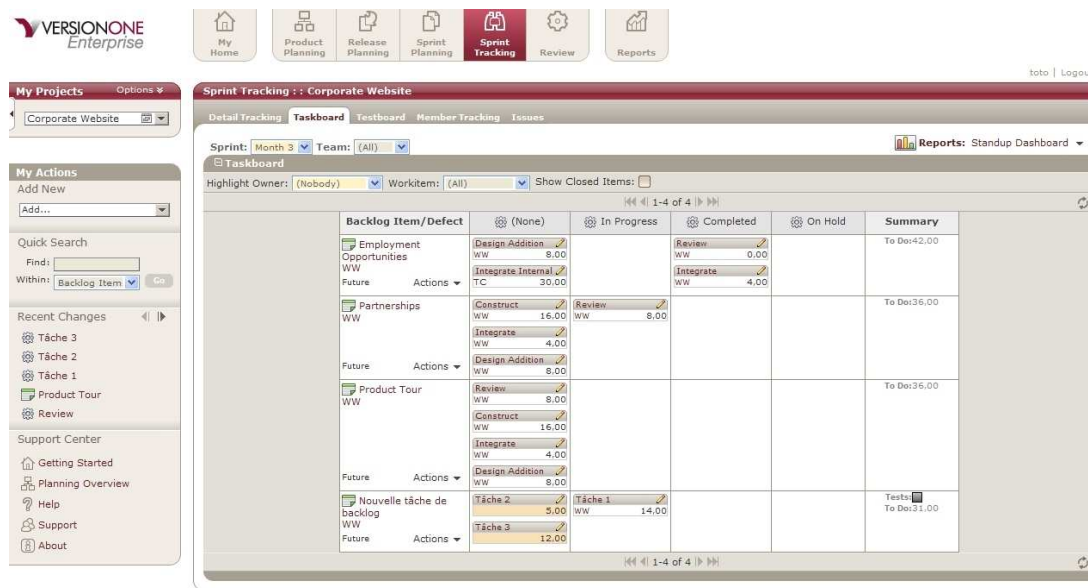 VERSIONONE
Enterprise
My Home
Product Planning
Release Planning
Sprint Planning
Sprint Tracking
Review
Reports
toto | Logou
My Projects Options
Corporate Website
My Actions
Add New
Add...
Quick Search
Find:
Within: Backlog Item Go
Recent Changes
Tâche 3
Tâche 2
Tâche 1
Product Tour
Review
Support Center
Getting Started
Planning Overview
Help
Support
About
Sprint Tracking : : Corporate Website
Detail Tracking Taskboard Testboard Member Tracking Issues
Sprint: Month 3 Team: (All)
Reports: Standup Dashboard
Taskboard
Highlight Owner: (Nobody) Workitem: (All) Show Closed Items:
1-4 of 4
Backlog Item/Defect (None) In Progress Completed On Hold Summary
Employment Opportunities
WW
Future Actions
Design Addition
WW 8.00
Integrate Internal
TC 30.00
Review
WW 0.00
Integrate
WW 4.00
To Do:42.00
Partnerships
WW
Future Actions
Construct
WW 16.00
Integrate
WW 4.00
Design Addition
WW 8.00
Review
WW 8.00
To Do:36.00
Product Tour
WW
Future Actions
Review
WW 8.00
Construct
WW 16.00
Integrate
WW 4.00
Design Addition
WW 8.00
To Do:36.00
Nouvelle tâche de backlog
WW
Future Actions
Tâche 2
5.00
Tâche 3
12.00
Tâche 1
WW 14.00
Tests:
To Do:31.00
1-4 of 4